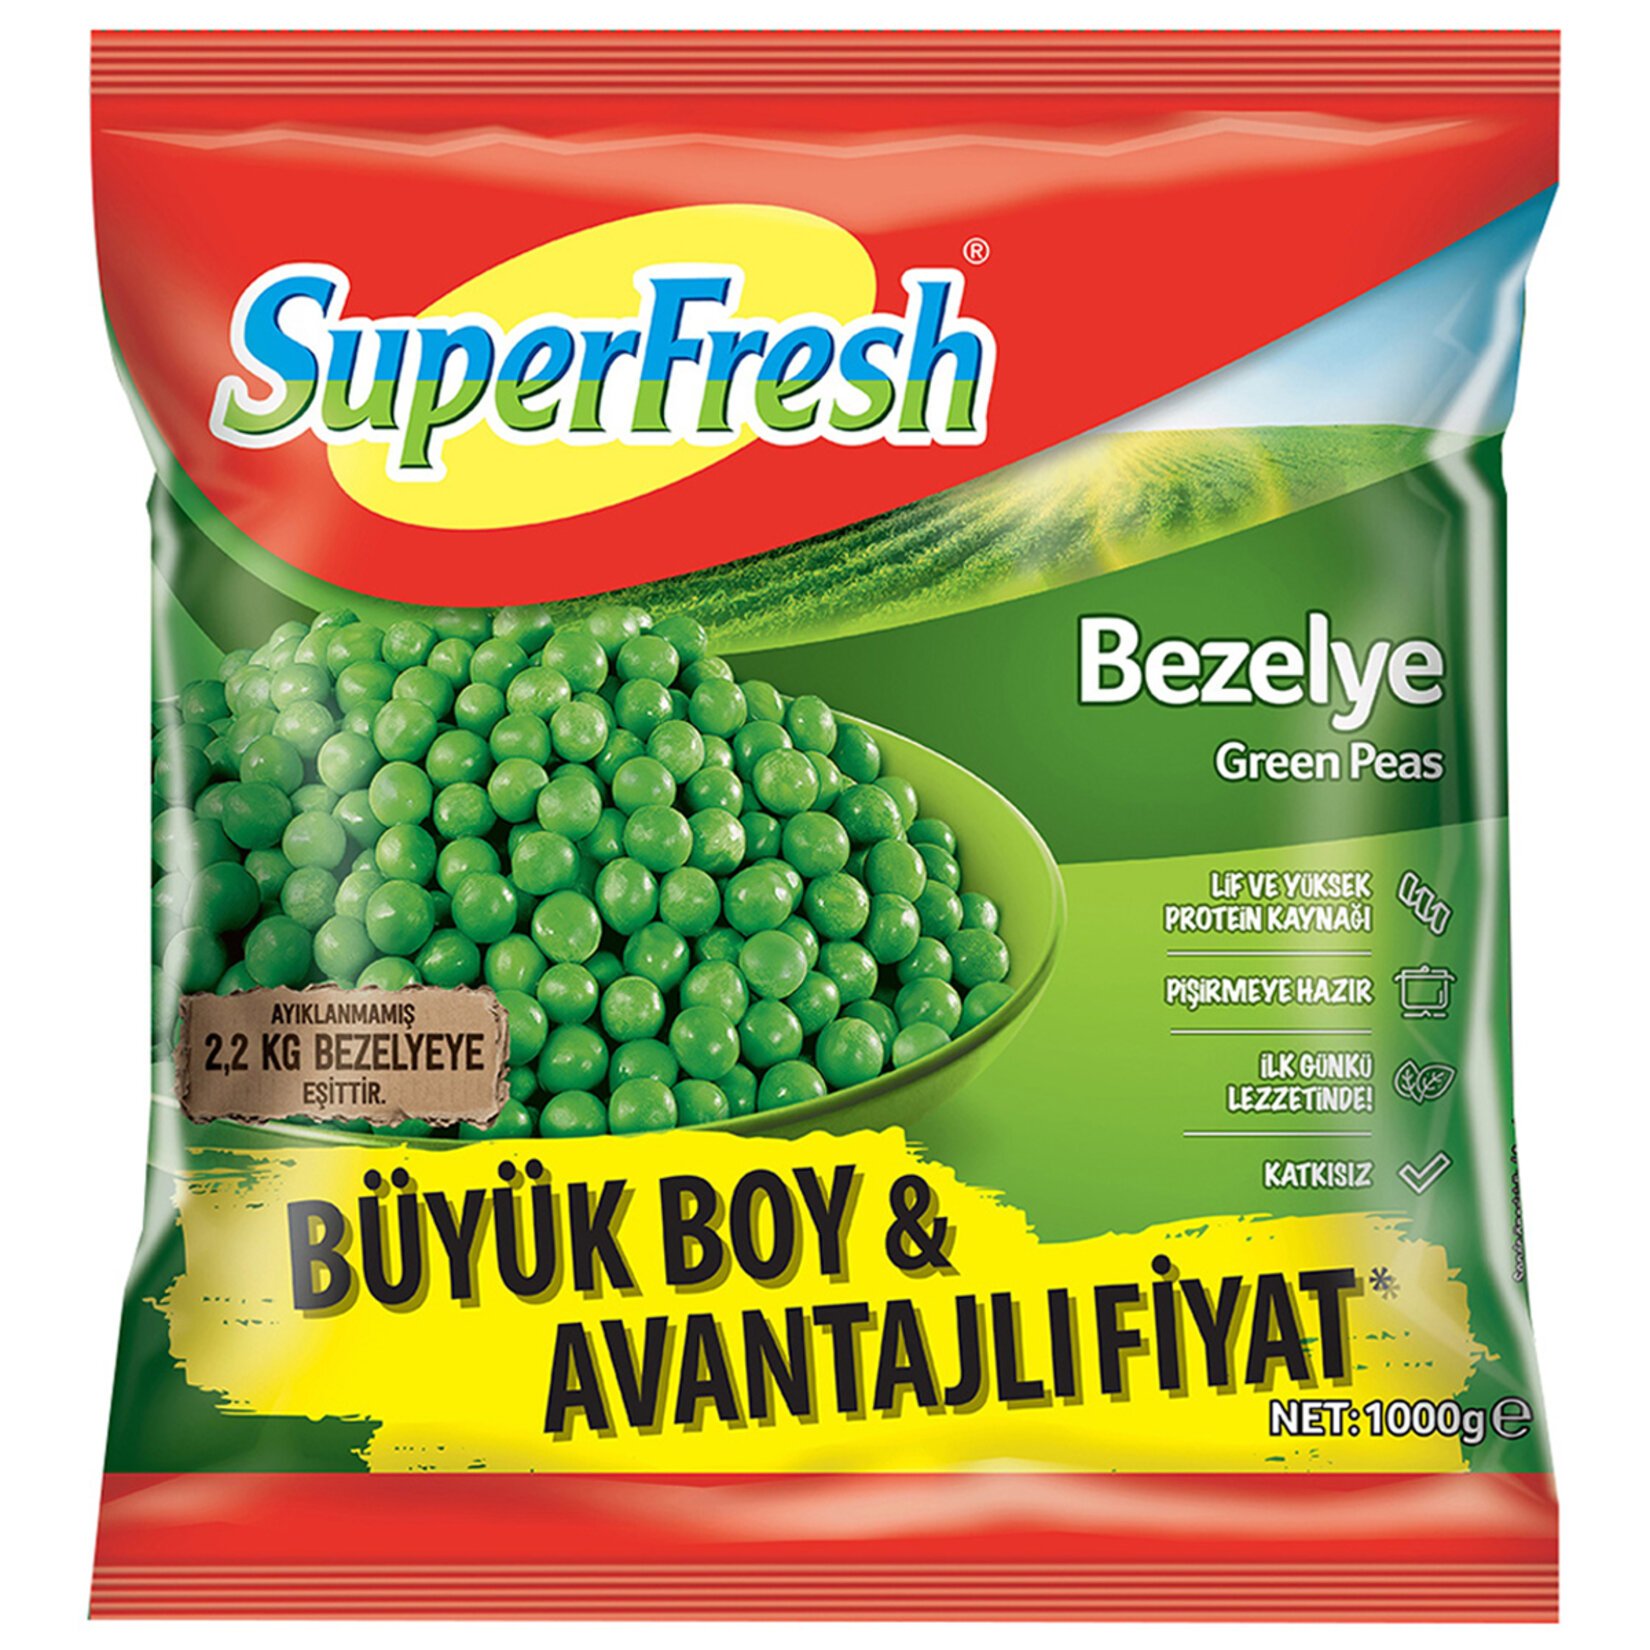 SuperFresh®
Bezelye
Green Peas
LİF VE YÜKSEK
PROTEİN KAYNAĞI
PİŞİRMEYE HAZIR
İLK GÜNKÜ
LEZZETİNDE!
KATKISIZ
AYIKLANMAMIŞ
2,2 KG BEZELYEYE
EŞİTTİR.
BÜYÜK BOY &
AVANTAJLI FİYAT*
NET:1000g e